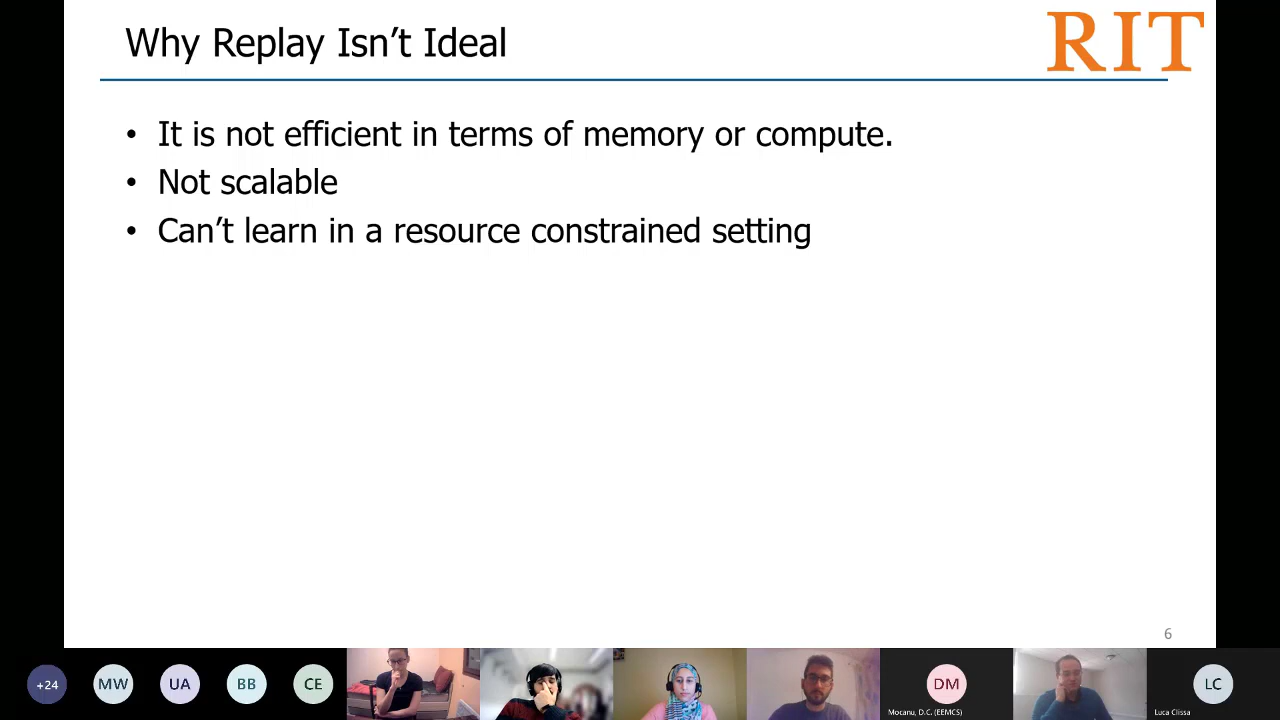 Why Replay Isn't Ideal
RIT
• It is not efficient in terms of memory or compute.
• Not scalable
• Can't learn in a resource constrained setting
6
+24
MW
UA
BB
CE
DM
Mocanu, D.C. (EEMCS)
LC
Luca Clissa